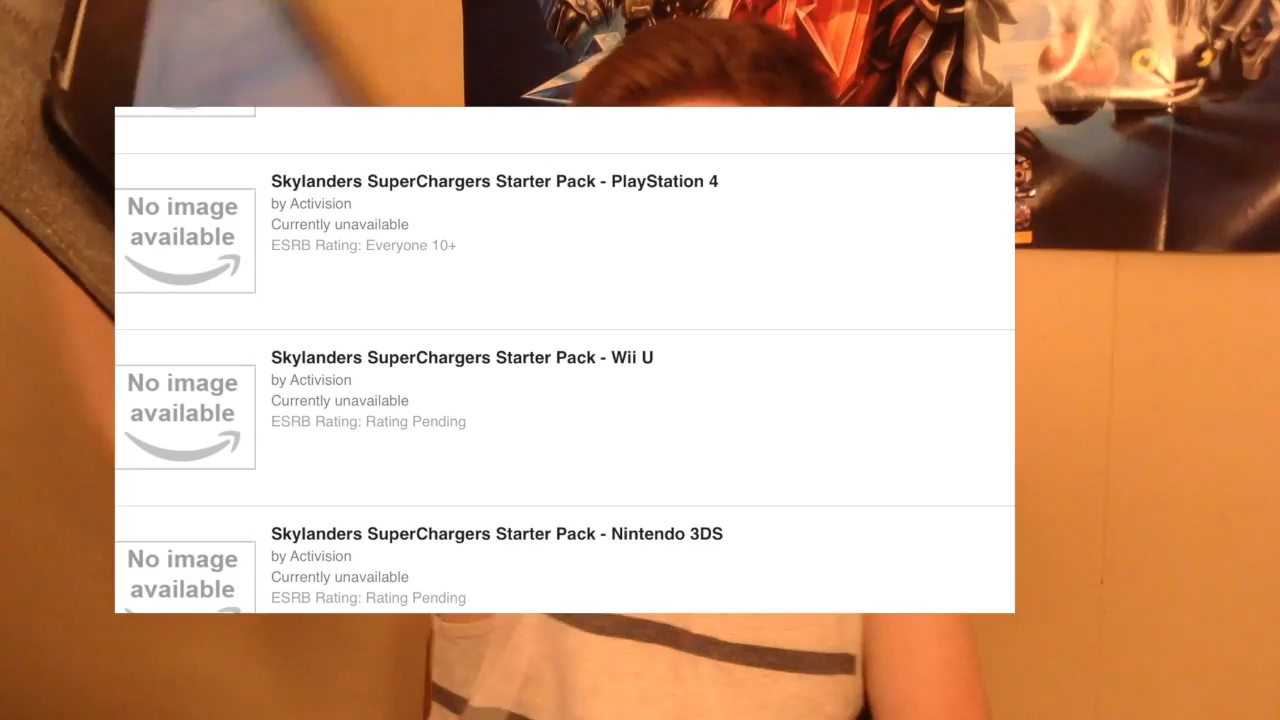 Skylanders SuperChargers Starter Pack - PlayStation 4
by Activision
Currently unavailable
ESRB Rating: Everyone 10+
No image
available
Skylanders SuperChargers Starter Pack - Wii U
by Activision
Currently unavailable
ESRB Rating: Rating Pending
No image
available
Skylanders SuperChargers Starter Pack - Nintendo 3DS
by Activision
Currently unavailable
ESRB Rating: Rating Pending
No image
available